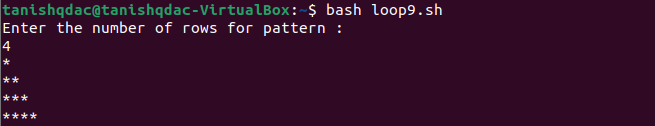 tanishqdac@tanishqdac-VirtualBox:~$ bash loop9.sh
Enter the number of rows for pattern :
4
*
**
***
****